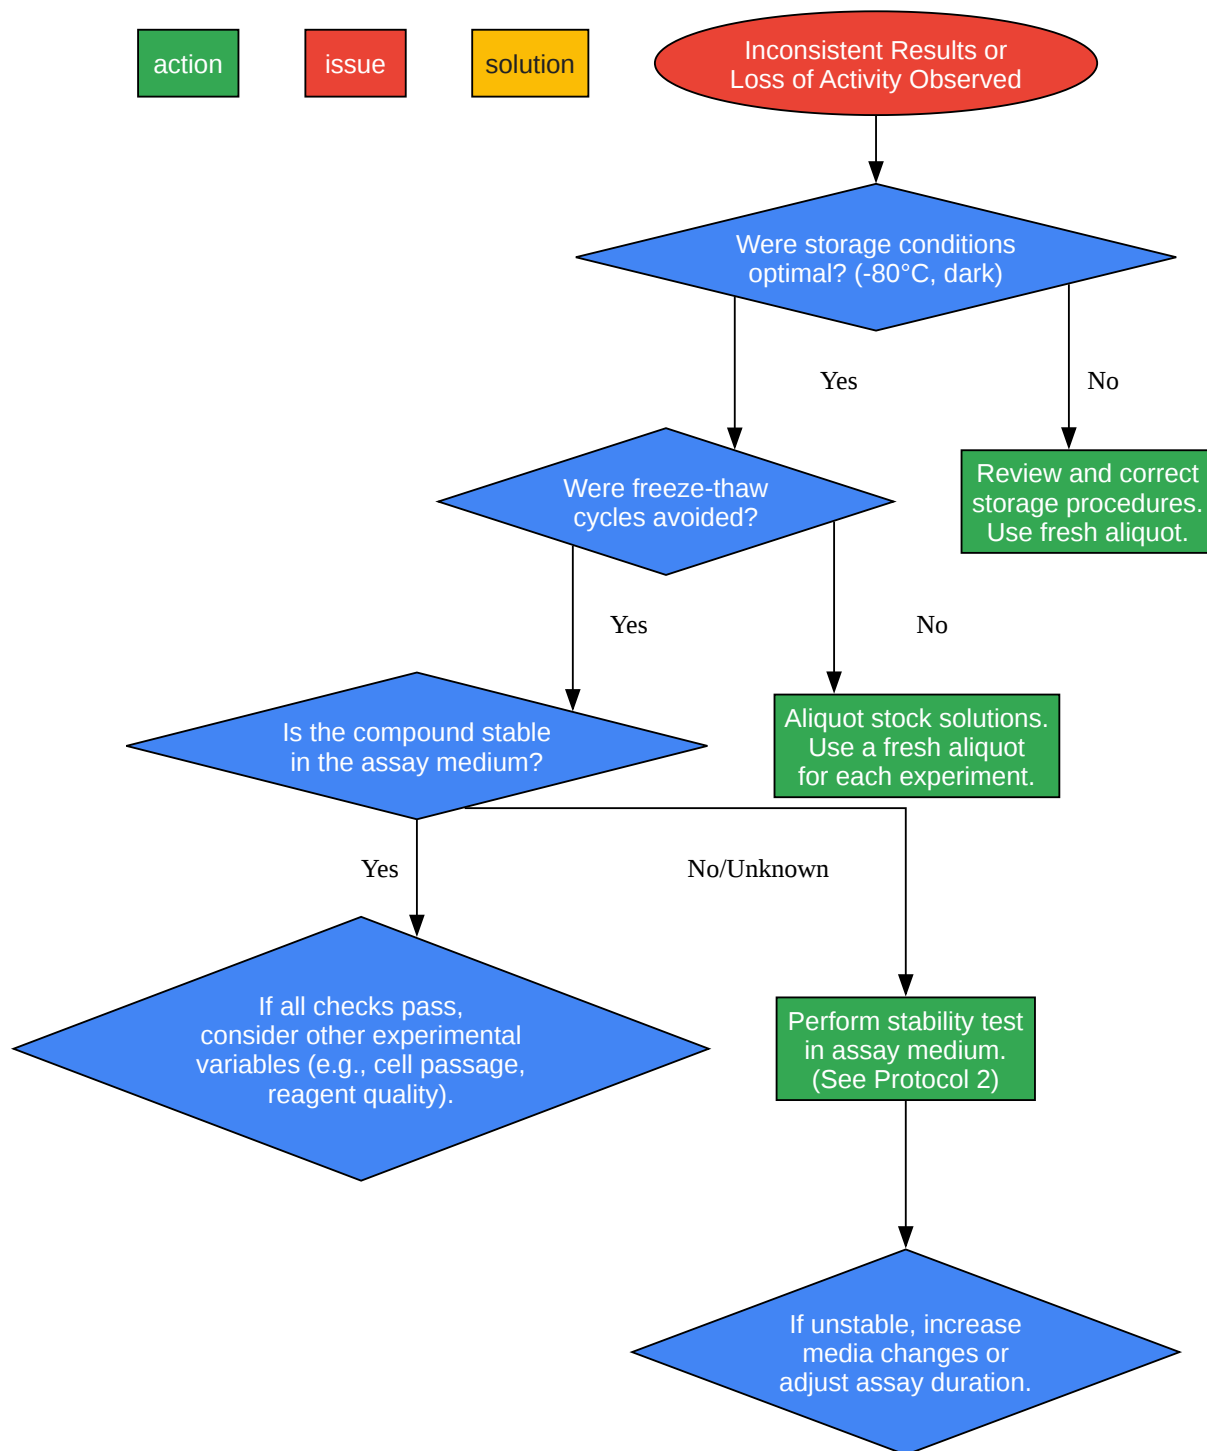 action
issue
solution
Inconsistent Results or
Loss of Activity Observed
Were storage conditions
optimal? (-80°C, dark)
Yes
No
Were freeze-thaw
cycles avoided?
Review and correct
storage procedures.
Use fresh aliquot.
Yes
No
Is the compound stable
in the assay medium?
Aliquot stock solutions.
Use a fresh aliquot
for each experiment.
Yes
No/Unknown
If all checks pass,
consider other experimental
variables (e.g., cell passage,
reagent quality).
Perform stability test
in assay medium.
(See Protocol 2)
If unstable, increase
media changes or
adjust assay duration.